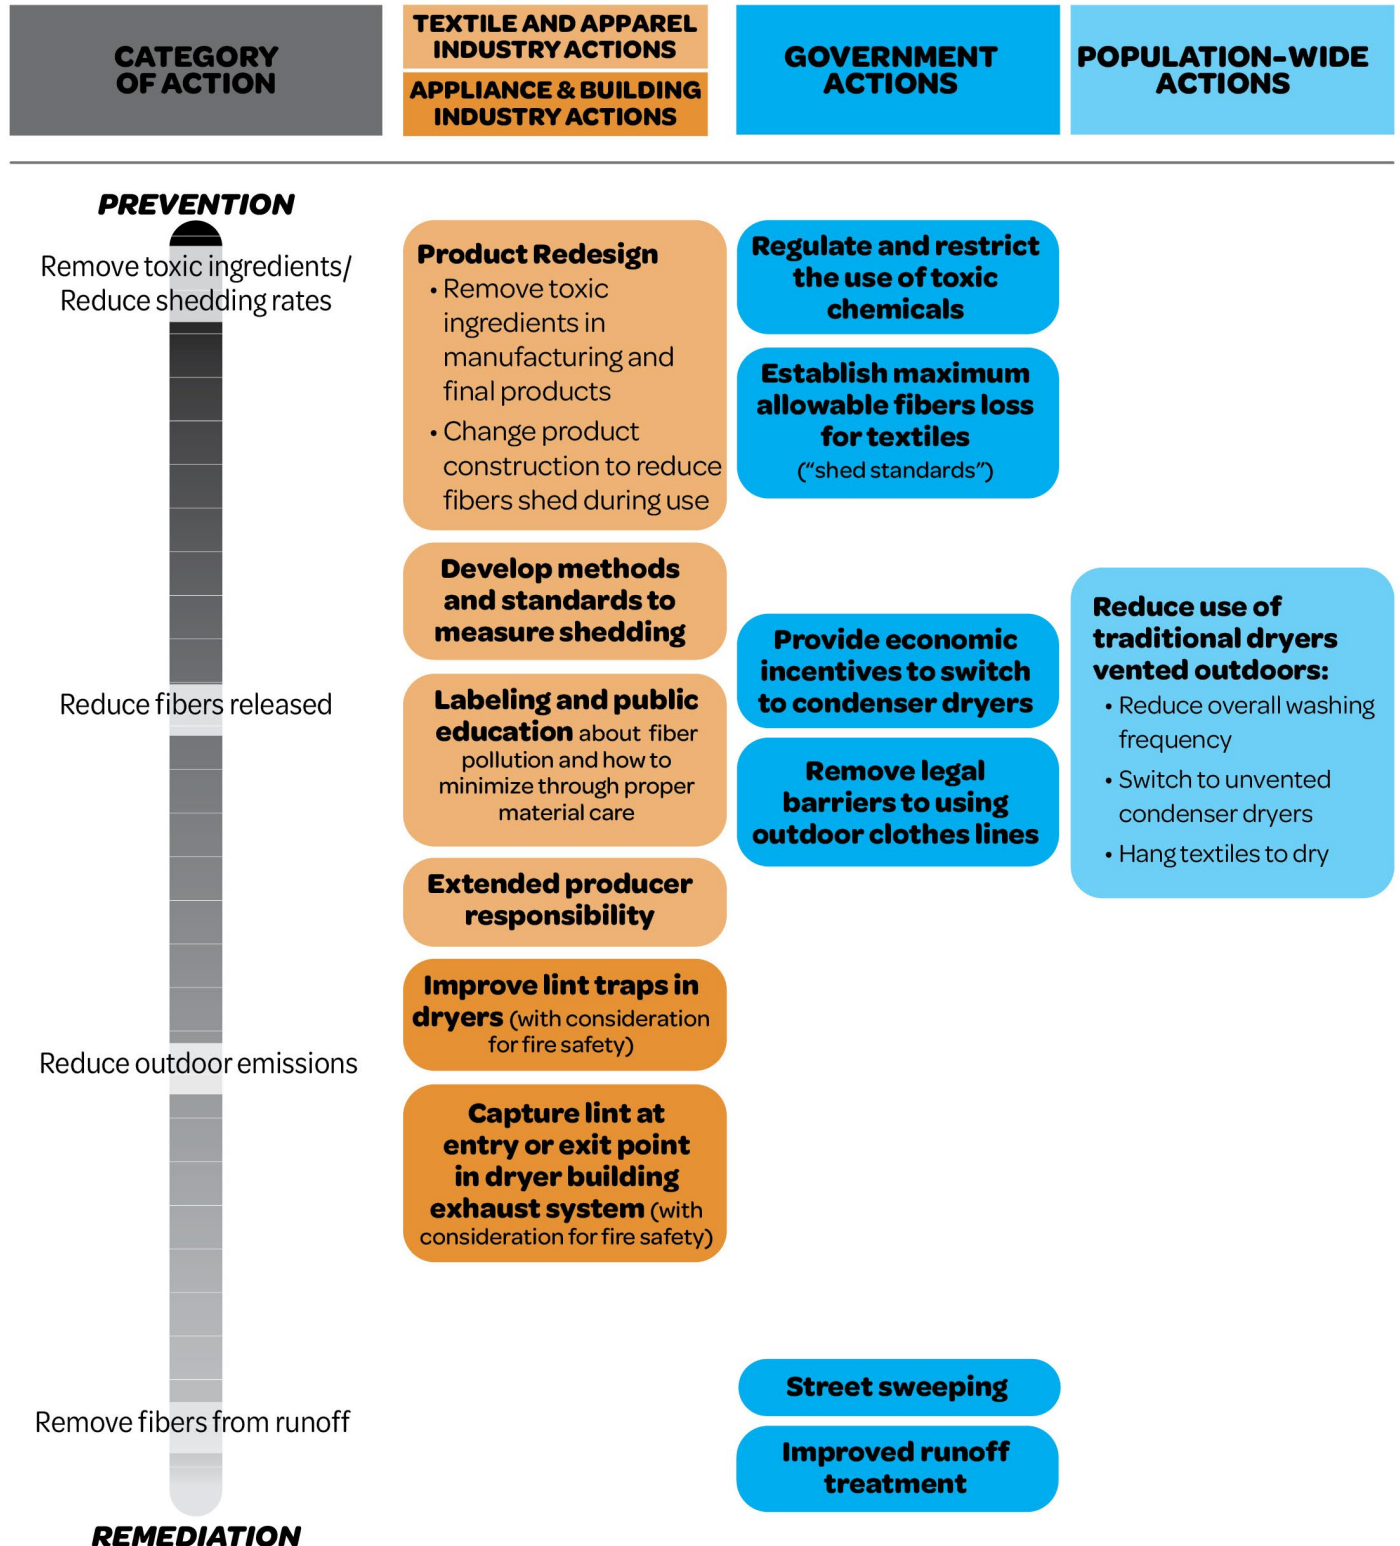 CATEGORY
OF ACTION
TEXTILE AND APPAREL
INDUSTRY ACTIONS
APPLIANCE & BUILDING
INDUSTRY ACTIONS
GOVERNMENT
ACTIONS
POPULATION-WIDE
ACTIONS
PREVENTION
Remove toxic ingredients/
Reduce shedding rates
Reduce fibers released
Reduce outdoor emissions
Remove fibers from runoff
REMEDIATION
Product Redesign
• Remove toxic
ingredients in
manufacturing and
final products
• Change product
construction to reduce
fibers shed during use
Develop methods
and standards to
measure shedding
Labeling and public
education about fiber
pollution and how to
minimize through proper
material care
Extended producer
responsibility
Improve lint traps in
dryers (with consideration
for fire safety)
Capture lint at
entry or exit point
in dryer building
exhaust system (with
consideration for fire safety)
Regulate and restrict
the use of toxic
chemicals
Establish maximum
allowable fibers loss
for textiles
(“shed standards”)
Provide economic
incentives to switch
to condenser dryers
Remove legal
barriers to using
outdoor clothes lines
Street sweeping
Improved runoff
treatment
Reduce use of
traditional dryers
vented outdoors:
• Reduce overall washing
frequency
• Switch to unvented
condenser dryers
• Hang textiles to dry